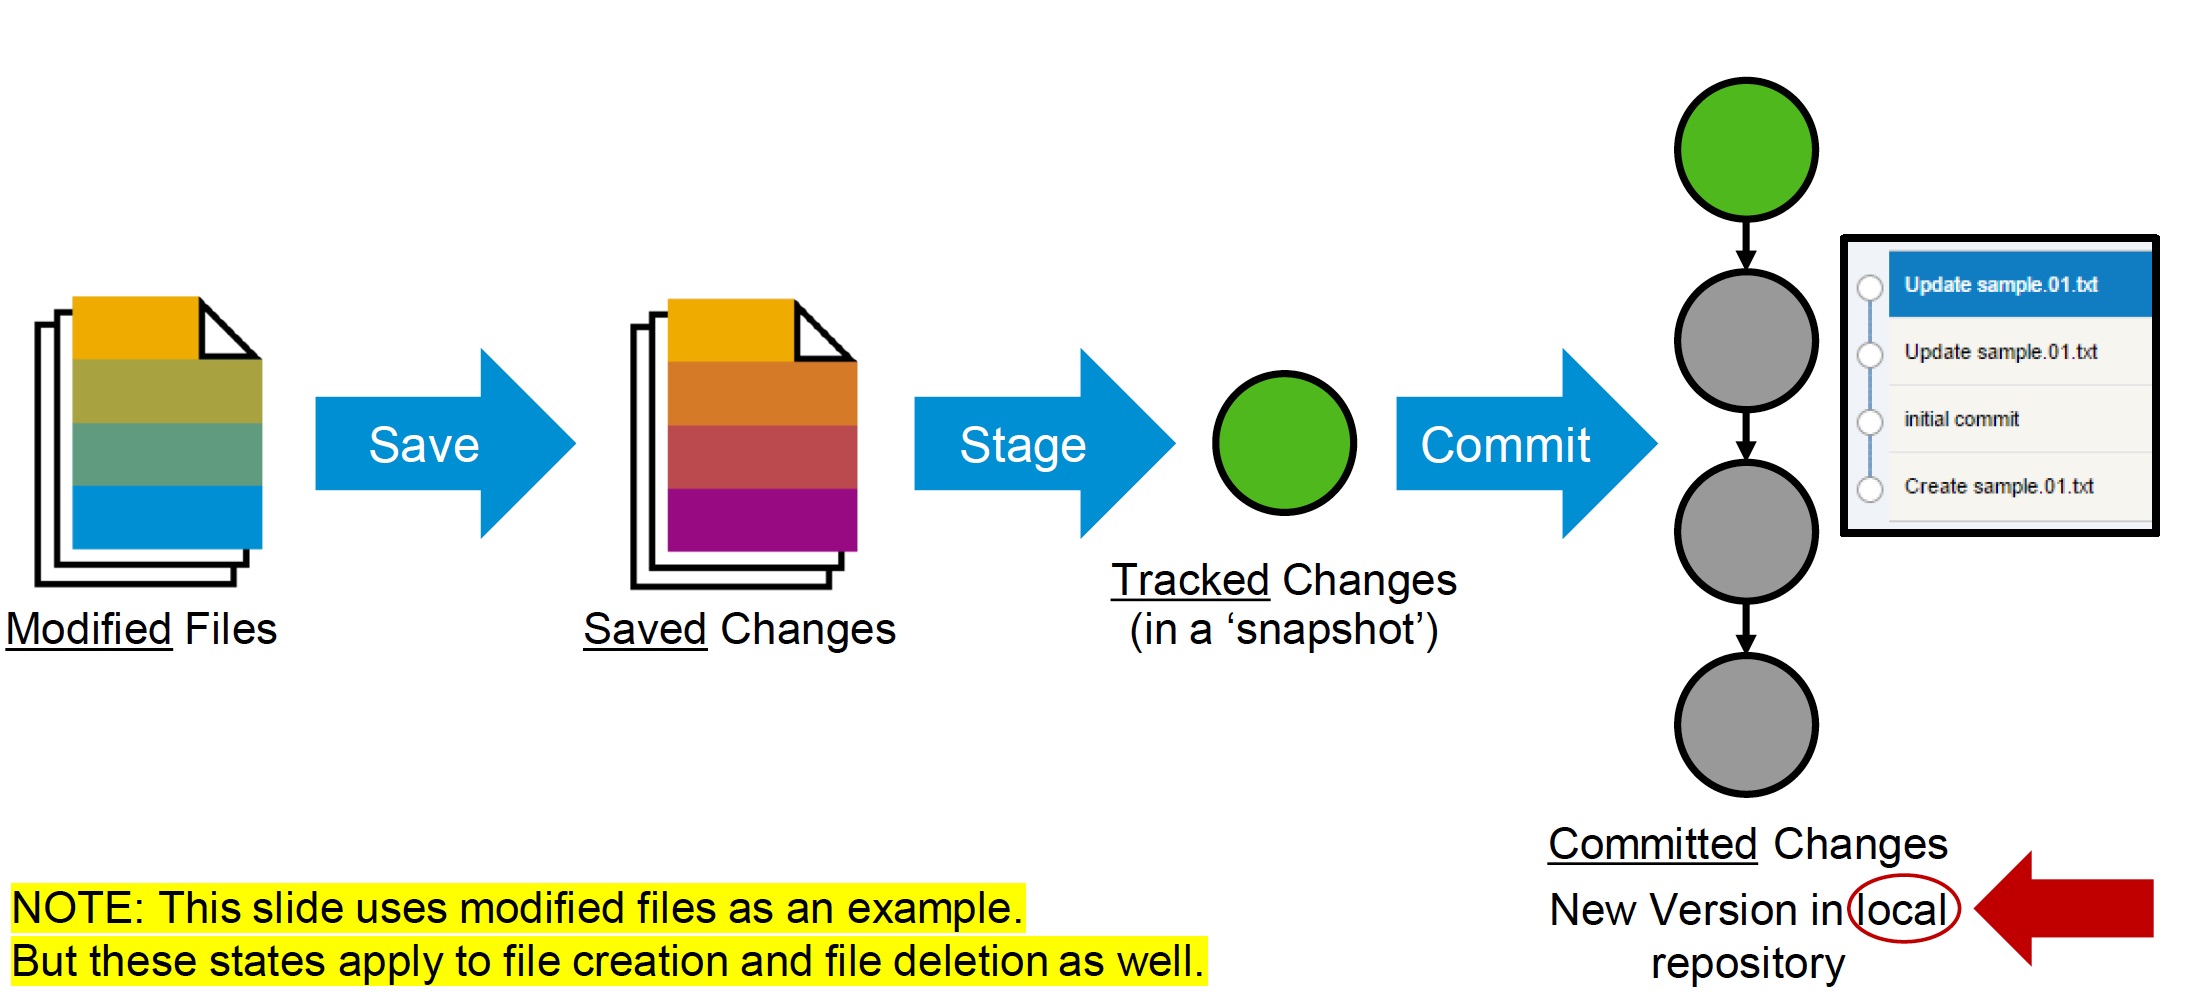 Save
Stage
Commit
Update sample.01.txt
Update sample.01.txt
initial commit
Create sample.01.txt
Modified Files
Saved Changes
Tracked Changes
(in a ‘snapshot’)
Committed Changes
New Version in local
repository
NOTE: This slide uses modified files as an example.
But these states apply to file creation and file deletion as well.